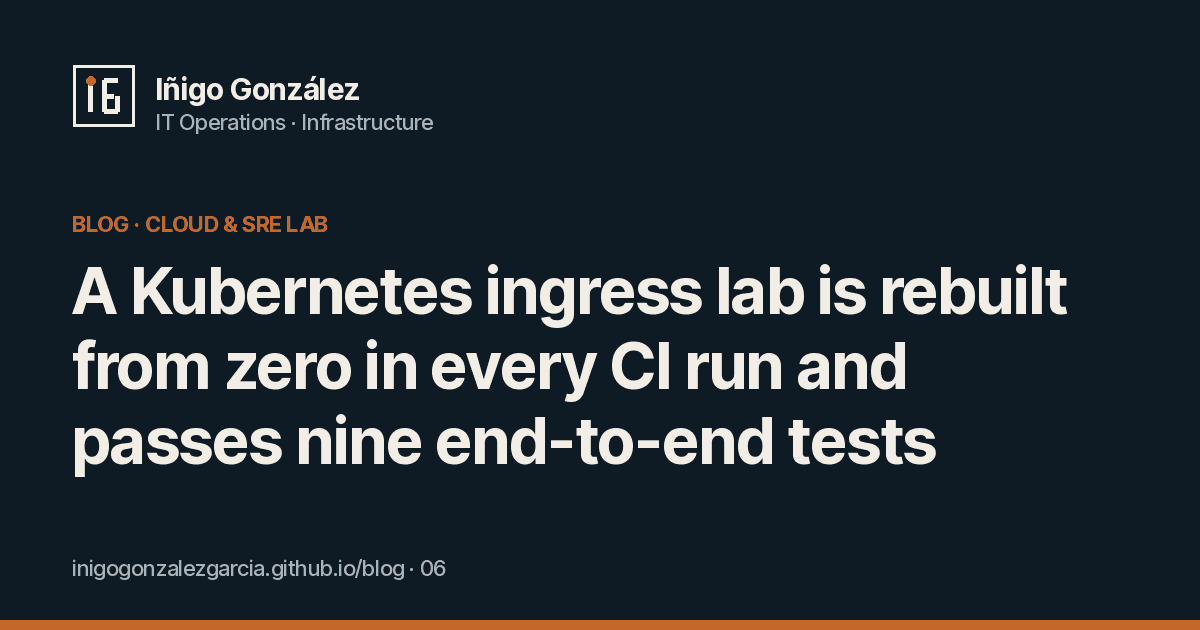 iG
Iñigo González
IT Operations · Infrastructure
BLOG · CLOUD & SRE LAB
A Kubernetes ingress lab is rebuilt
from zero in every CI run and
passes nine end-to-end tests
inigogonzalezgarcia.github.io/blog · 06